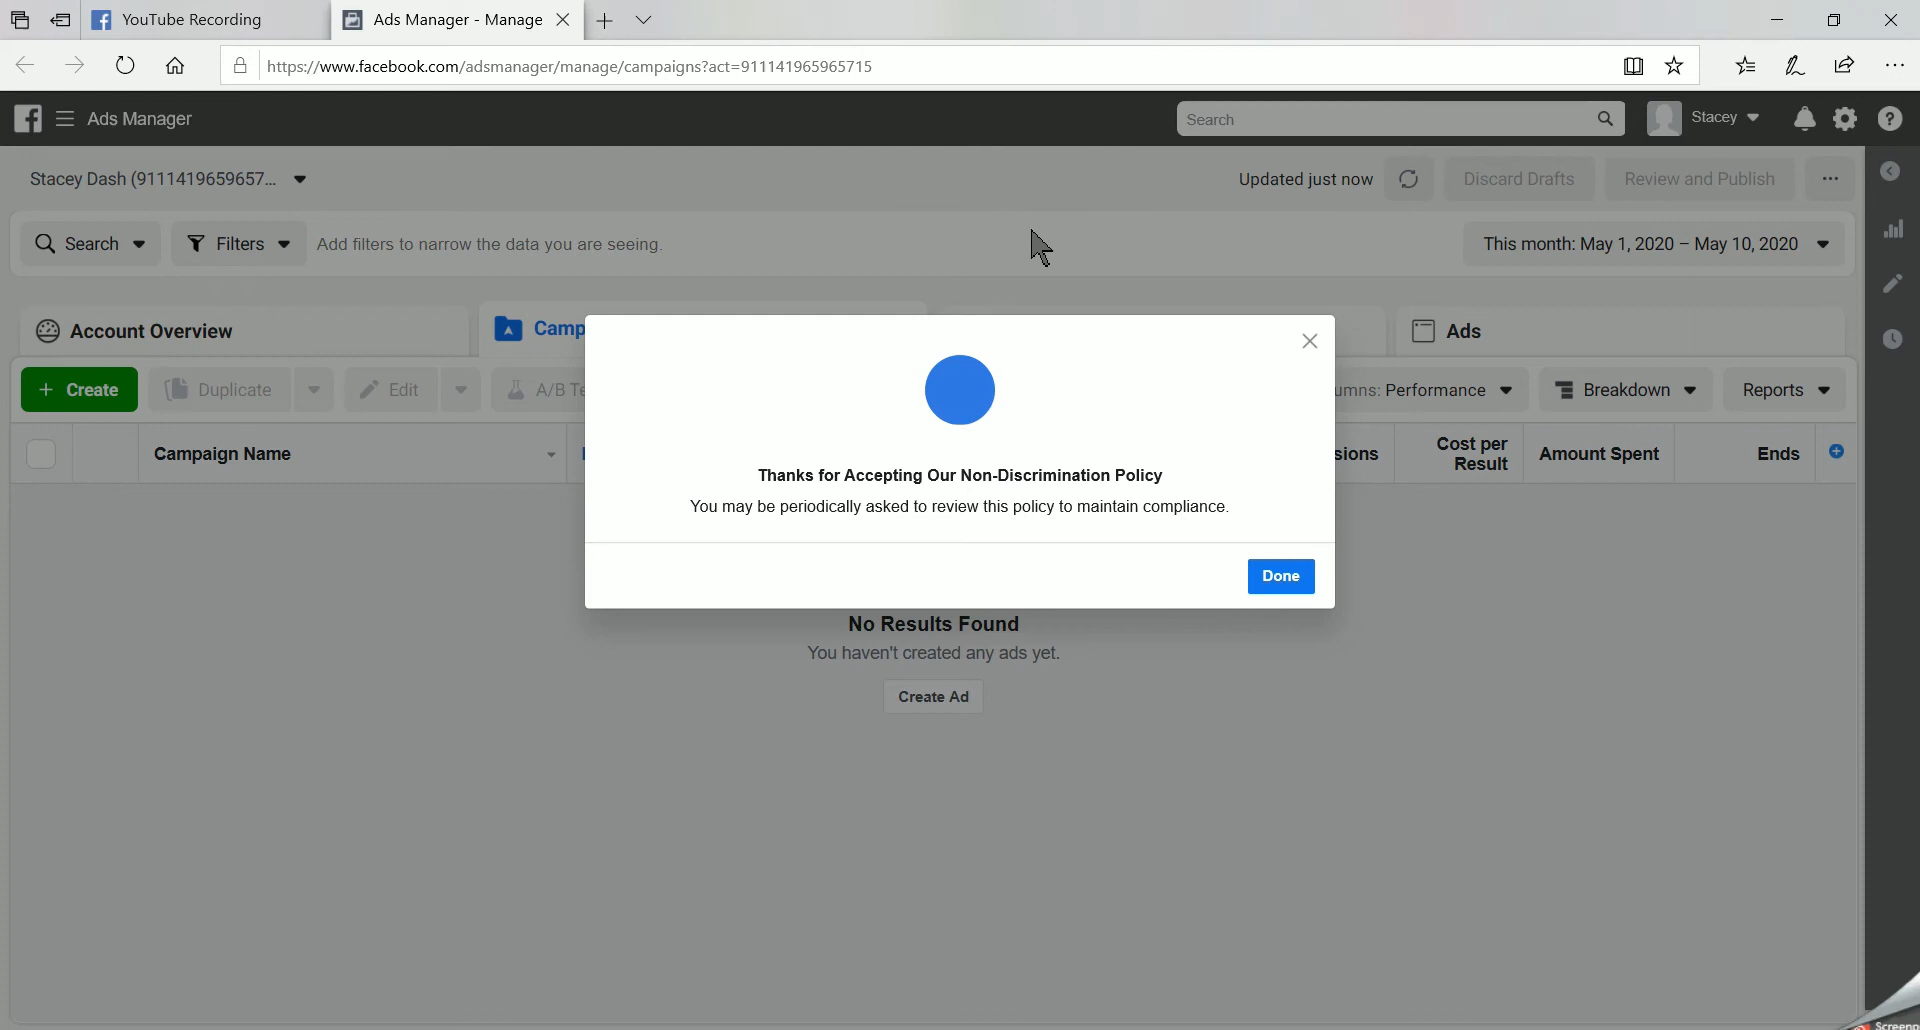 YouTube Recording
Ads Manager - Manage
https://www.facebook.com/adsmanager/manage/campaigns?act=911141965965715
Ads Manager
Search
Stacey
Stacey Dash (9111419659657...
Updated just now
Discard Drafts
Review and Publish
Search
Filters
Add filters to narrow the data you are seeing.
This month: May 1, 2020 – May 10, 2020
Account Overview
Camp
Ads
+ Create
Duplicate
Edit
A/B Te
umns: Performance
Breakdown
Reports
Campaign Name
sions
Cost per
Result
Amount Spent
Ends
Thanks for Accepting Our Non-Discrimination Policy
You may be periodically asked to review this policy to maintain compliance.
Done
No Results Found
You haven't created any ads yet.
Create Ad